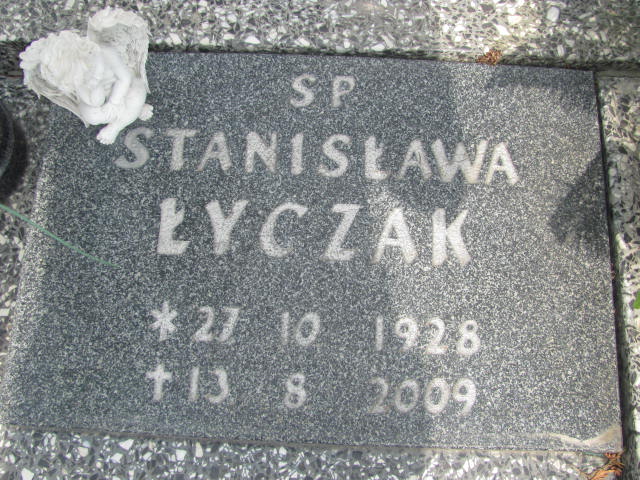 SP
STANISŁAWA
ŁYCZAK
* 27 10 1928
✝ 13 8 2009